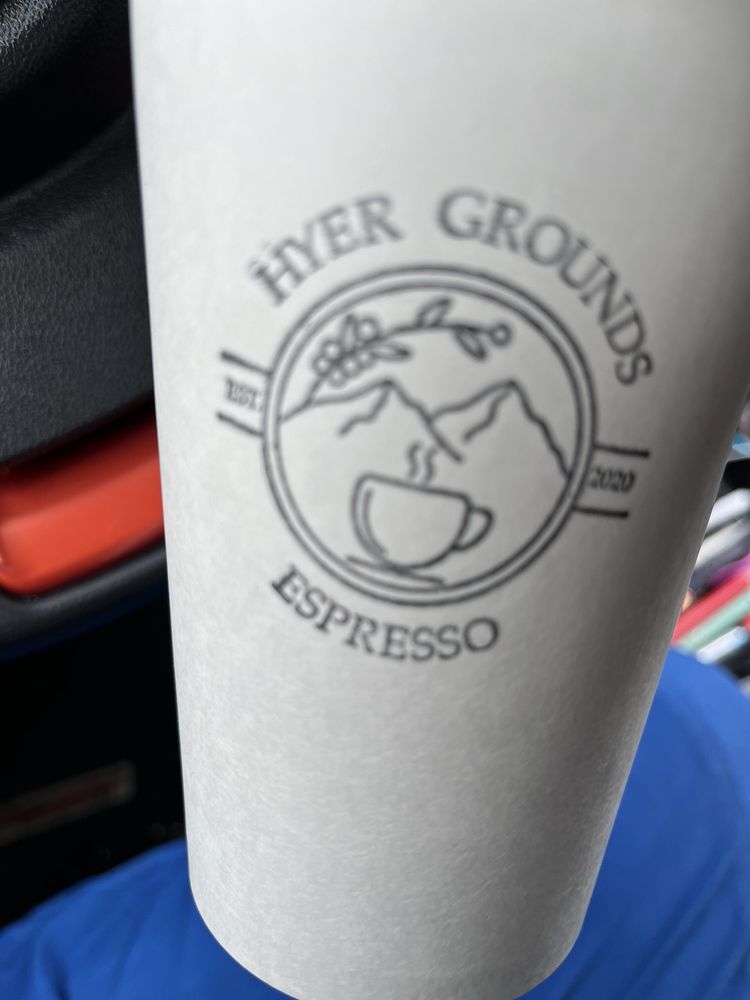 HYER GROUNDS
EST.
2020
ESPRESSO